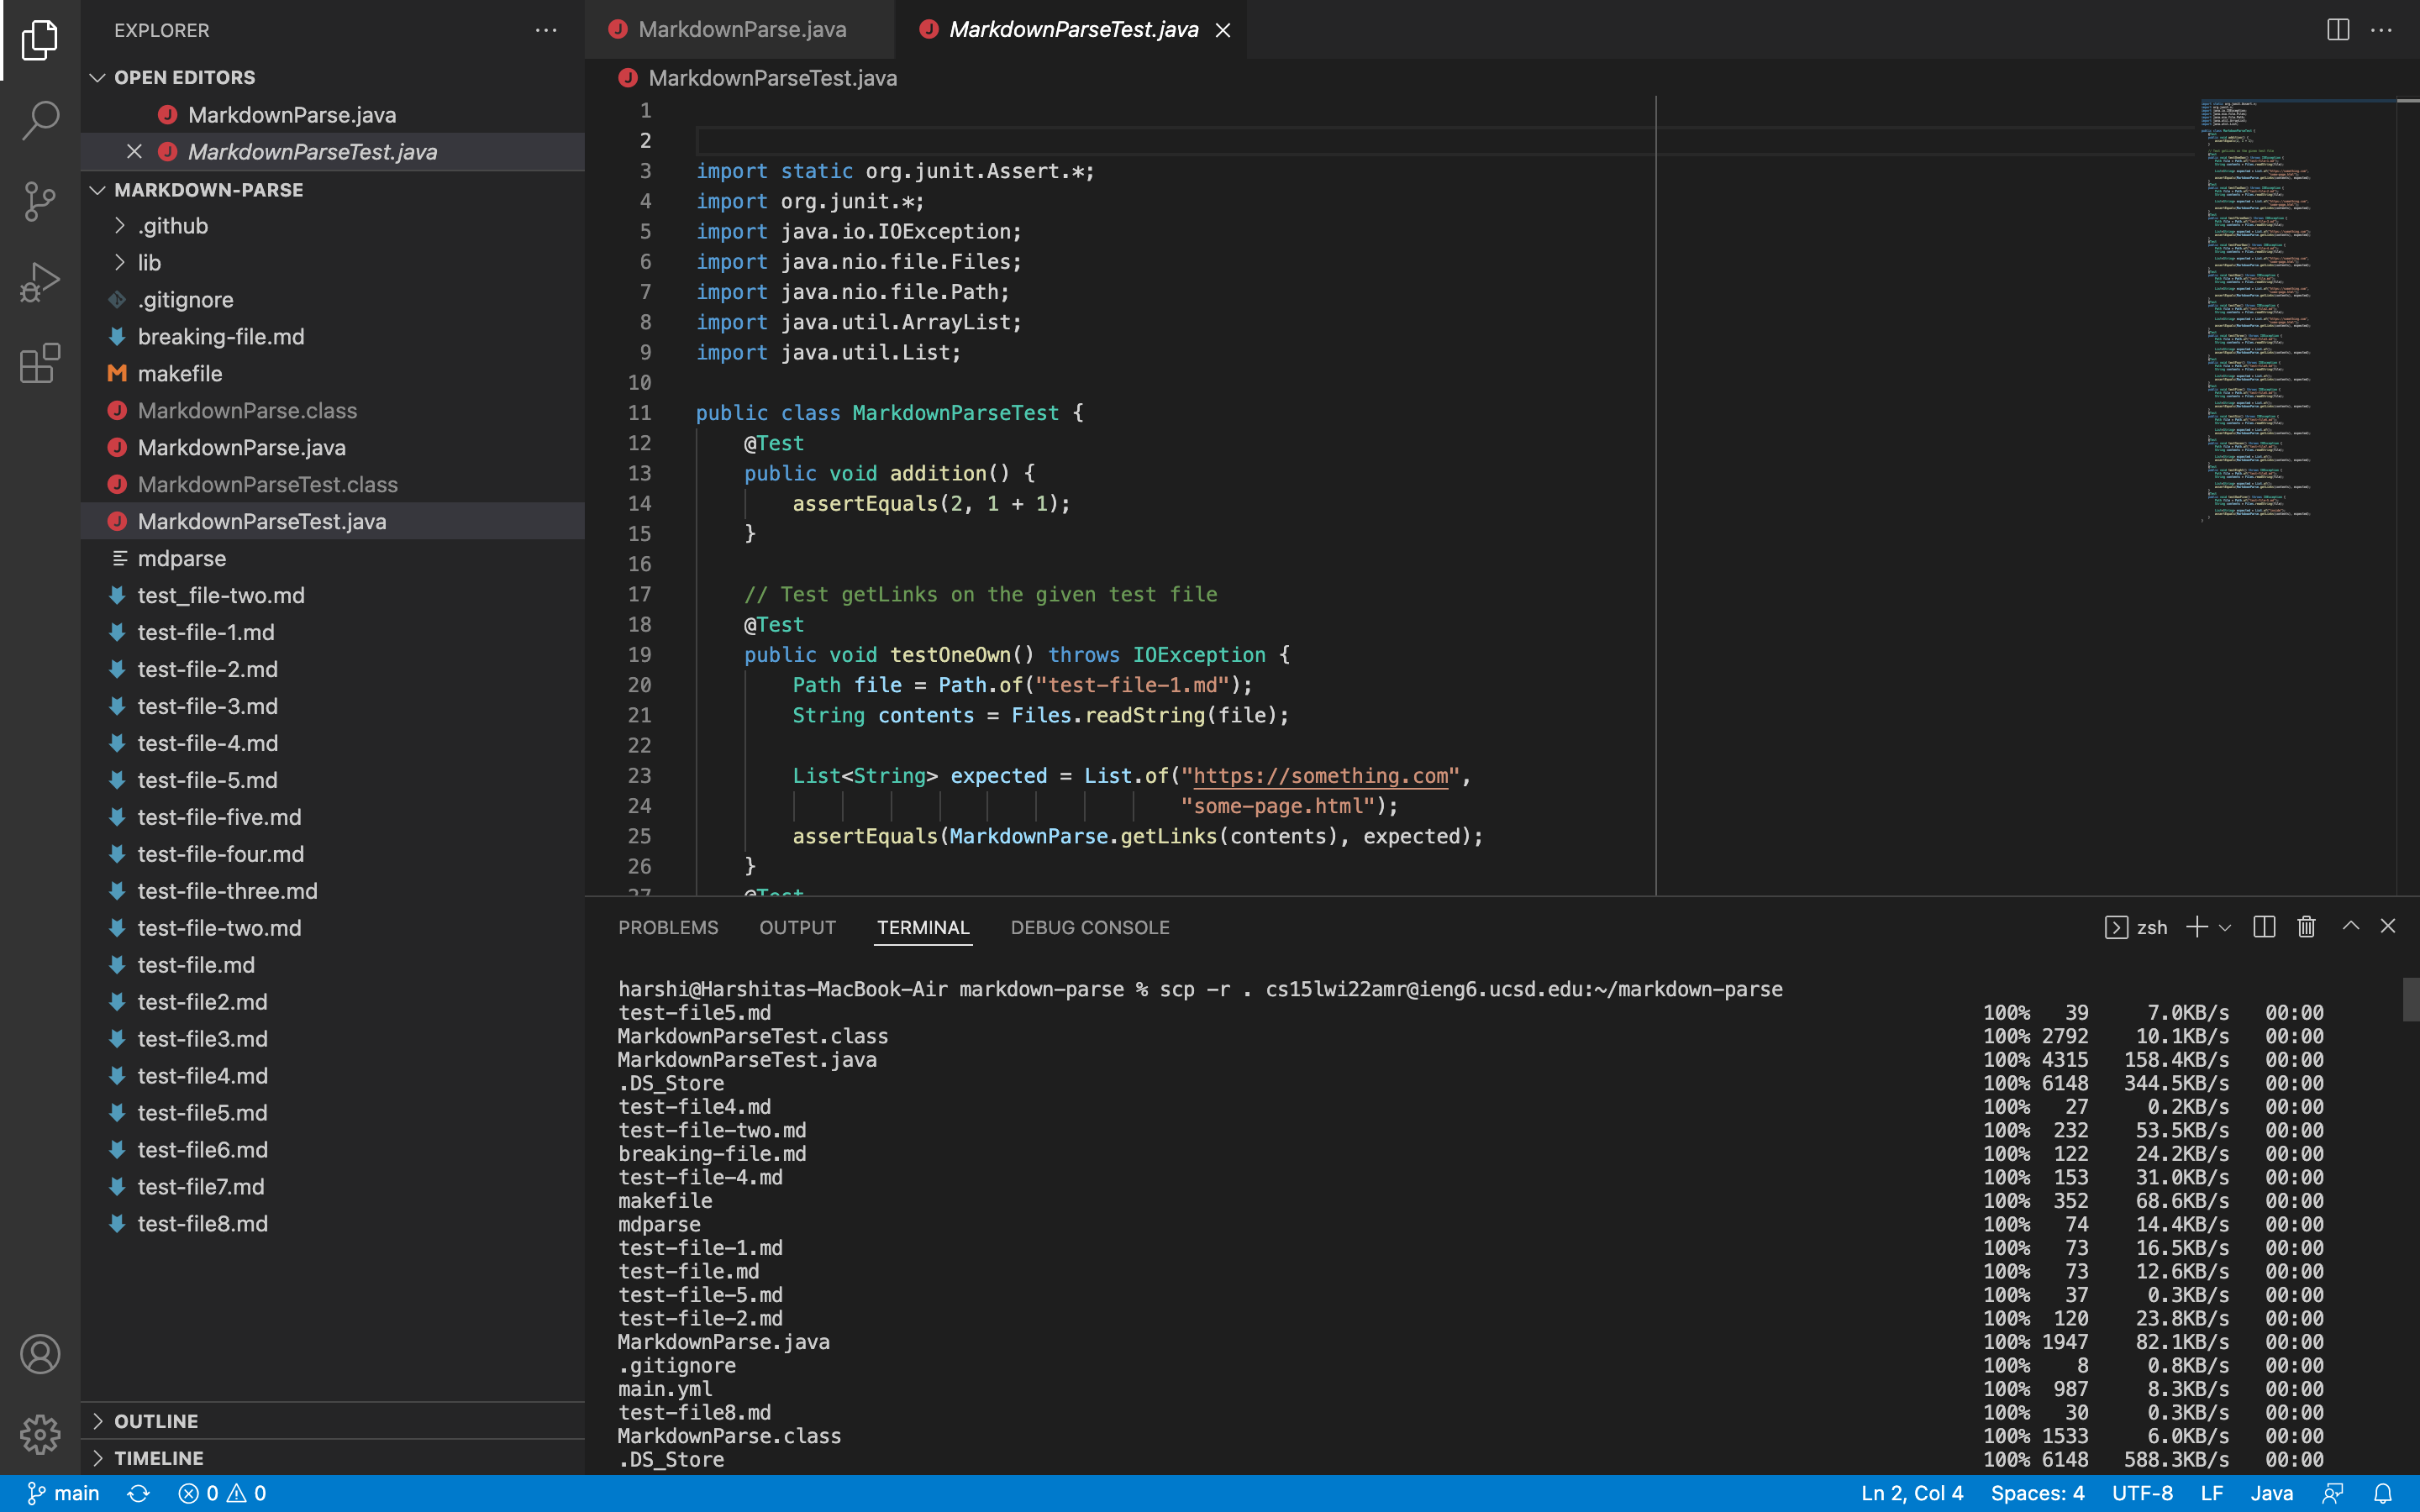 EXPLORER
OPEN EDITORS
MarkdownParse.java
MarkdownParseTest.java
MARKDOWN-PARSE
.github
lib
.gitignore
breaking-file.md
makefile
MarkdownParse.class
MarkdownParse.java
MarkdownParseTest.class
MarkdownParseTest.java
mdparse
test_file-two.md
test-file-1.md
test-file-2.md
test-file-3.md
test-file-4.md
test-file-5.md
test-file-five.md
test-file-four.md
test-file-three.md
test-file-two.md
test-file.md
test-file2.md
test-file3.md
test-file4.md
test-file5.md
test-file6.md
test-file7.md
test-file8.md
OUTLINE
TIMELINE
MarkdownParse.java MarkdownParseTest.java
MarkdownParseTest.java
1
2
3 import static org.junit.Assert.*;
4 import org.junit.*;
5 import java.io.IOException;
6 import java.nio.file.Files;
7 import java.nio.file.Path;
8 import java.util.ArrayList;
9 import java.util.List;
10
11 public class MarkdownParseTest {
12 @Test
13 public void addition() {
14 assertEquals(2, 1 + 1);
15 }
16
17 // Test getLinks on the given test file
18 @Test
19 public void testOneOwn() throws IOException {
20 Path file = Path.of("test-file-1.md");
21 String contents = Files.readString(file);
22
23 List<String> expected = List.of("https://something.com",
24 "some-page.html");
25 assertEquals(MarkdownParse.getLinks(contents), expected);
26 }
27 @Test
PROBLEMS OUTPUT TERMINAL DEBUG CONSOLE zsh
harshi@Harshitas-MacBook-Air markdown-parse % scp -r . cs15lwi22amr@ieng6.ucsd.edu:~/markdown-parse
test-file5.md 100% 39 7.0KB/s 00:00
MarkdownParseTest.class 100% 2792 10.1KB/s 00:00
MarkdownParseTest.java 100% 4315 158.4KB/s 00:00
.DS_Store 100% 6148 344.5KB/s 00:00
test-file4.md 100% 27 0.2KB/s 00:00
test-file-two.md 100% 232 53.5KB/s 00:00
breaking-file.md 100% 122 24.2KB/s 00:00
test-file-4.md 100% 153 31.0KB/s 00:00
makefile 100% 352 68.6KB/s 00:00
mdparse 100% 74 14.4KB/s 00:00
test-file-1.md 100% 73 16.5KB/s 00:00
test-file.md 100% 73 12.6KB/s 00:00
test-file-5.md 100% 37 0.3KB/s 00:00
test-file-2.md 100% 120 23.8KB/s 00:00
MarkdownParse.java 100% 1947 82.1KB/s 00:00
.gitignore 100% 8 0.8KB/s 00:00
main.yml 100% 987 8.3KB/s 00:00
test-file8.md 100% 30 0.3KB/s 00:00
MarkdownParse.class 100% 1533 6.0KB/s 00:00
.DS_Store 100% 6148 588.3KB/s 00:00
main 0 0 Ln 2, Col 4 Spaces: 4 UTF-8 LF Java